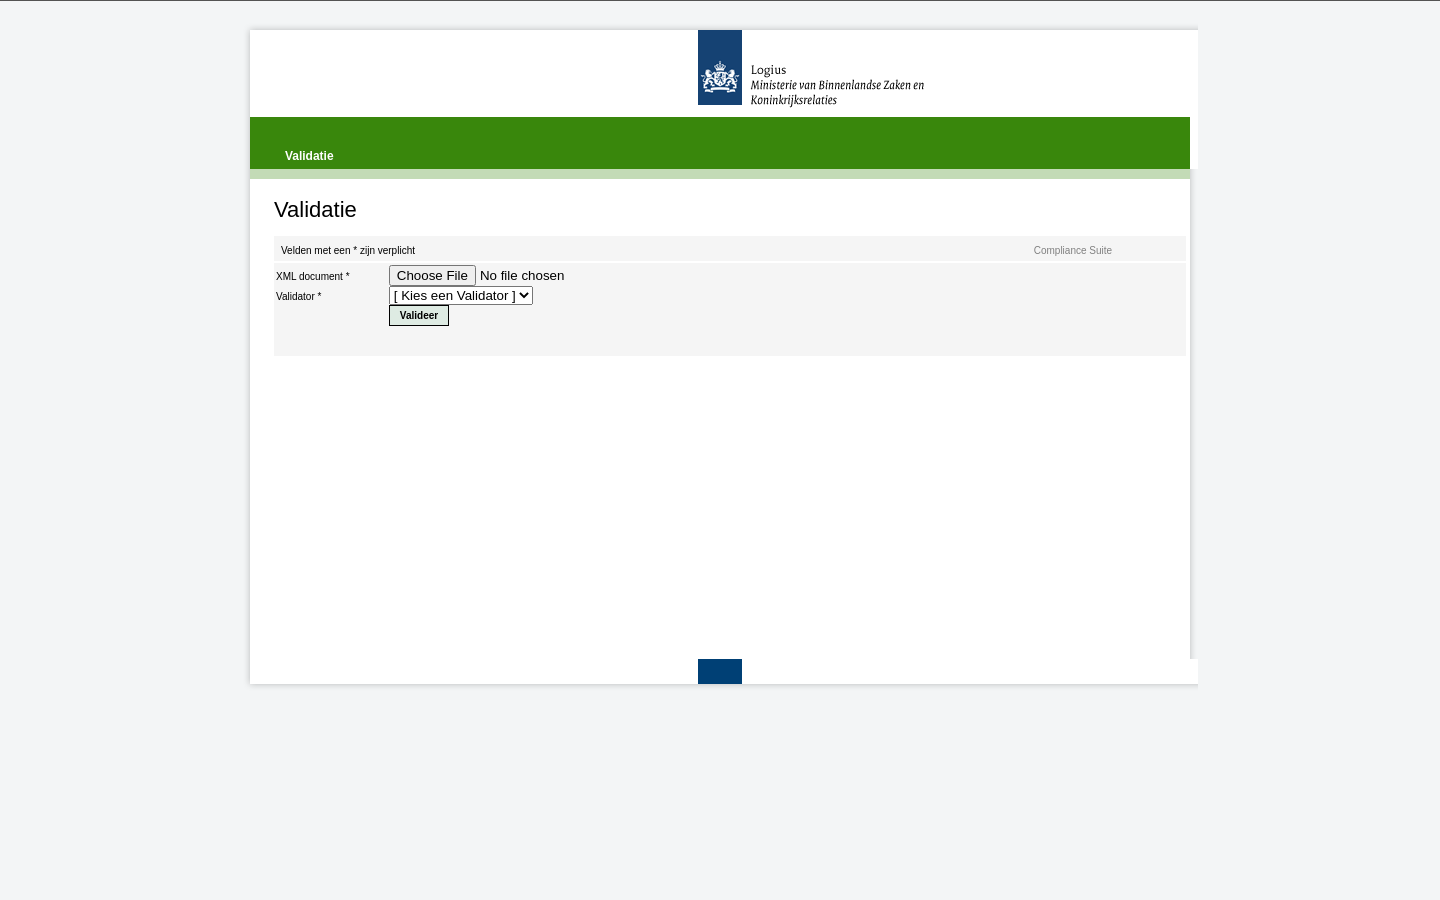 Logius
Ministerie van Binnenlandse Zaken en
Koninkrijksrelaties
Validatie
Validatie
Velden met een * zijn verplicht
Compliance Suite
XML document *
Choose File No file chosen
Validator *
[ Kies een Validator ]
Valideer